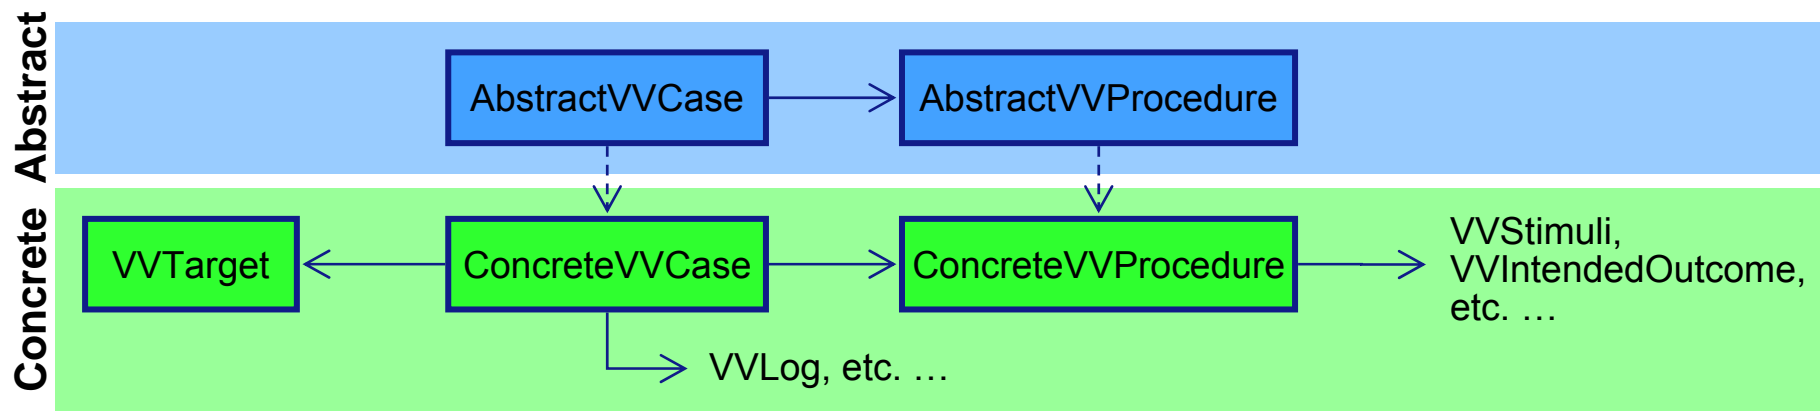 Abstract
AbstractVVCase
AbstractVVProcedure
Concrete
VVTarget
ConcreteVVCase
ConcreteVVProcedure
VVStimuli,
VVIntendedOutcome,
etc. …
VVLog, etc. …